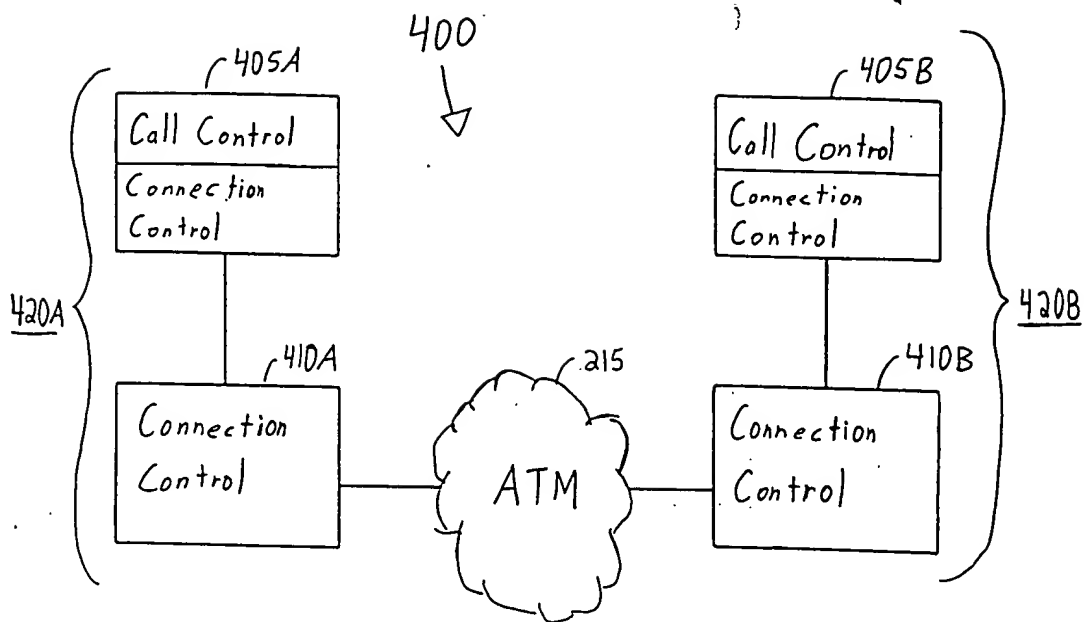 400
405A
405B
Call Control
Connection
Control
Call Control
Connection
Control
420A
420B
410A
215
410B
Connection
Control
ATM
Connection
Control